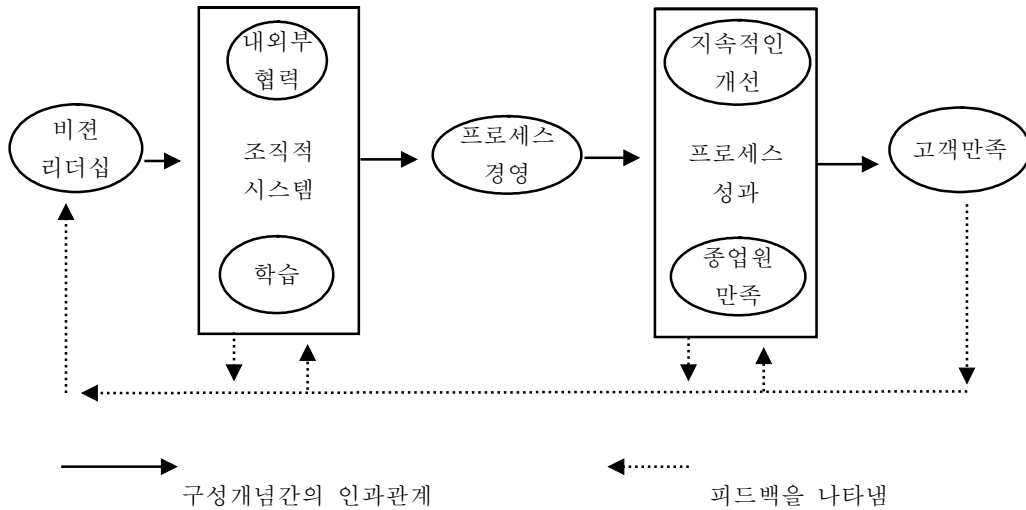 비젼
리더십
내외부
협력
조직적
시스템
학습
프로세스
경영
지속적인
개선
프로세스
성과
종업원
만족
고객만족
구성개념간의 인과관계
피드백을 나타냄